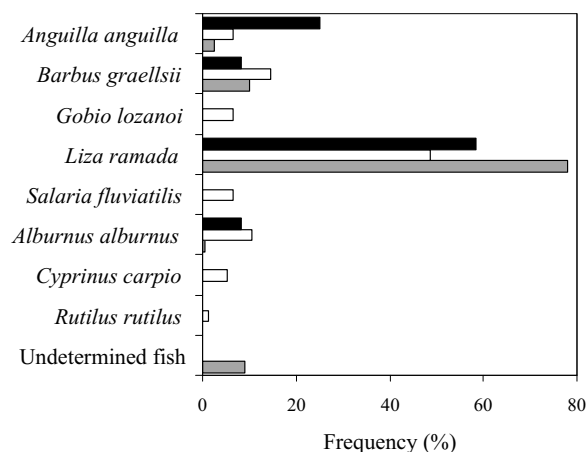 Anguilla anguilla
Barbus graellsii
Gobio lozanoi
Liza ramada
Salaria fluviatilis
Alburnus alburnus
Cyprinus carpio
Rutilus rutilus
Undetermined fish
0 20 40 60 80
Frequency (%)